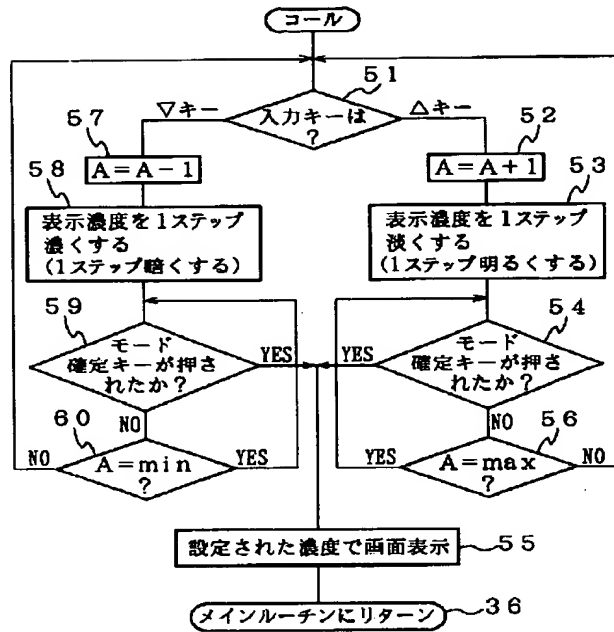 コール
51
▽キー
入力キーは
?
△キー
57
A=A-1
52
A=A+1
58
表示濃度を1ステップ
濃くする
(1ステップ暗くする)
53
表示濃度を1ステップ
淡くする
(1ステップ明るくする)
59
モード
確定キーが押さ
れたか?
YES
NO
54
モード
確定キーが押さ
れたか?
YES
NO
60
A=min
?
NO
YES
56
A=max
?
YES
NO
設定された濃度で画面表示
55
メインルーチンにリターン
36